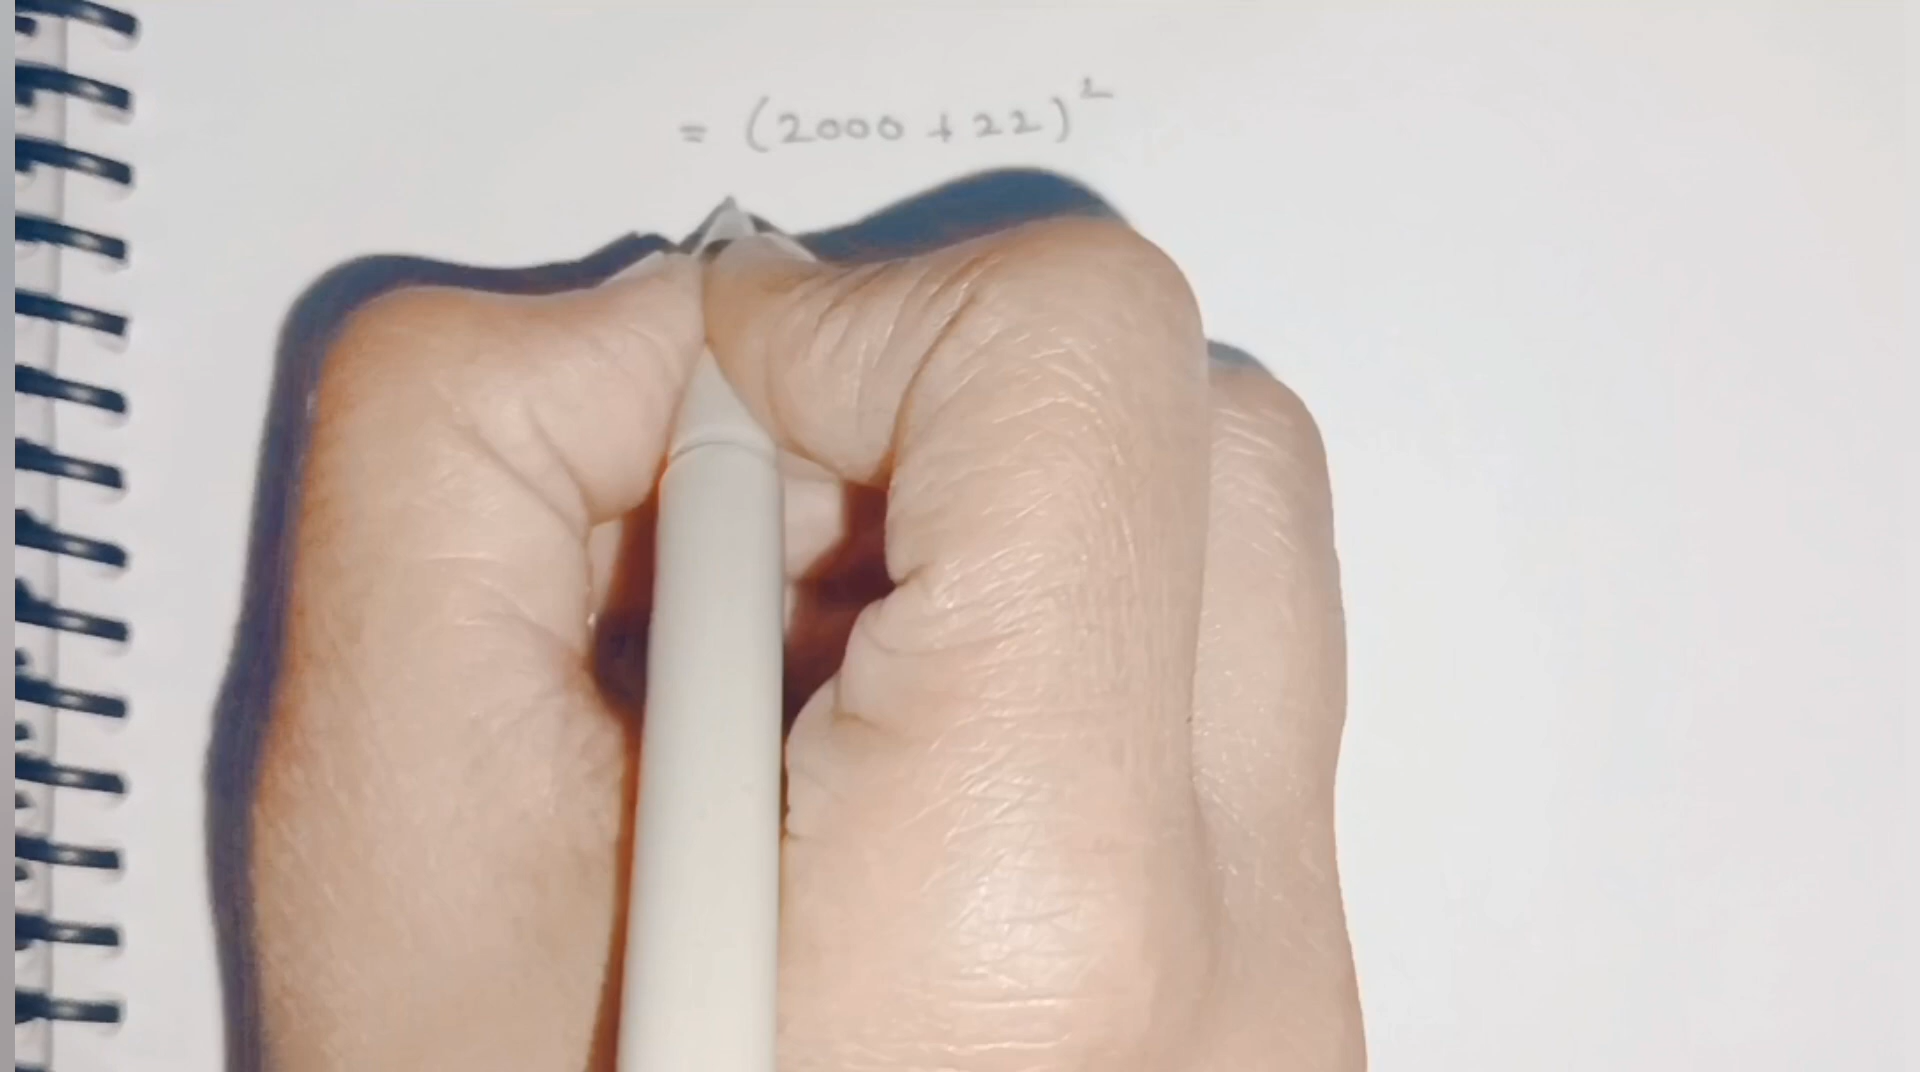 = (2000 + 22)²